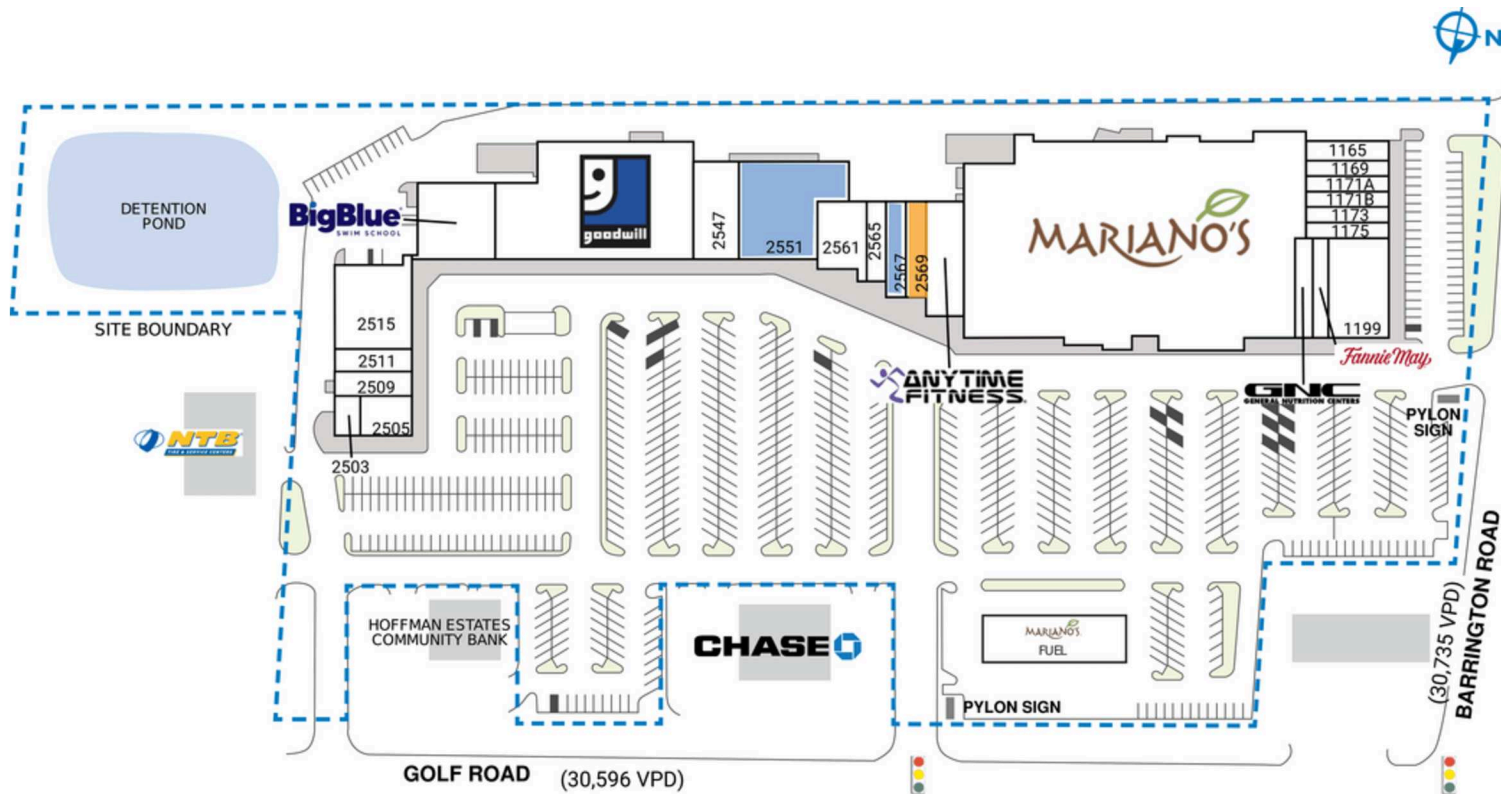 N
1165
1169
1171A
1171B
1173
1175
DETENTION
POND
BigBlue
SWIM SCHOOL
goodwill
2547
2551
2561
2565
2567
2569
MARIANO'S
1199
SITE BOUNDARY
2515
2511
2509
2505
2503
Fannie May
ANYTIME
FITNESS
GNC
GENERAL NUTRITION CENTERS
PYLON
SIGN
NTB
TIRE & SERVICE CENTERS
HOFFMAN ESTATES
COMMUNITY BANK
CHASE
MARIANO'S
FUEL
PYLON SIGN
(30,735 VPD)
BARRINGTON ROAD
GOLF ROAD (30,596 VPD)